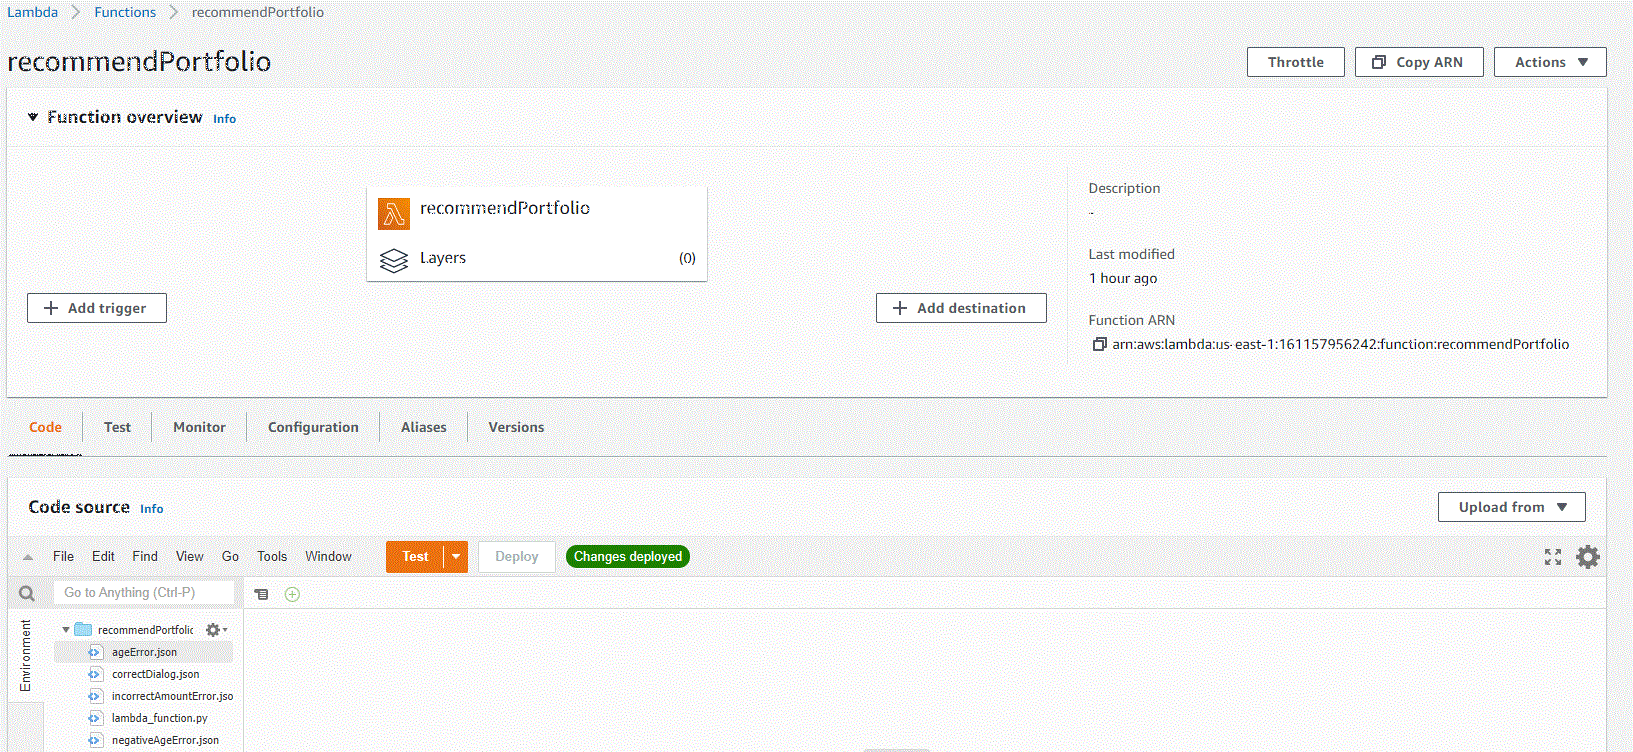 Lambda > Functions > recommendPortfolio
recommendPortfolio
Throttle Copy ARN Actions
Function overview Info
recommendPortfolio
Layers (0)
Add trigger
Add destination
Description
-
Last modified
1 hour ago
Function ARN
arn:aws:lambda:us-east-1:161157956242:function:recommendPortfolio
Code Test Monitor Configuration Aliases Versions
Code source Info
Upload from
File Edit Find View Go Tools Window Test Deploy Changes deployed
Go to Anything (Ctrl-P)
Environment
recommendPortfolic
ageError.json
correctDialog.json
incorrectAmountError.jso
lambda_function.py
negativeAgeError.json